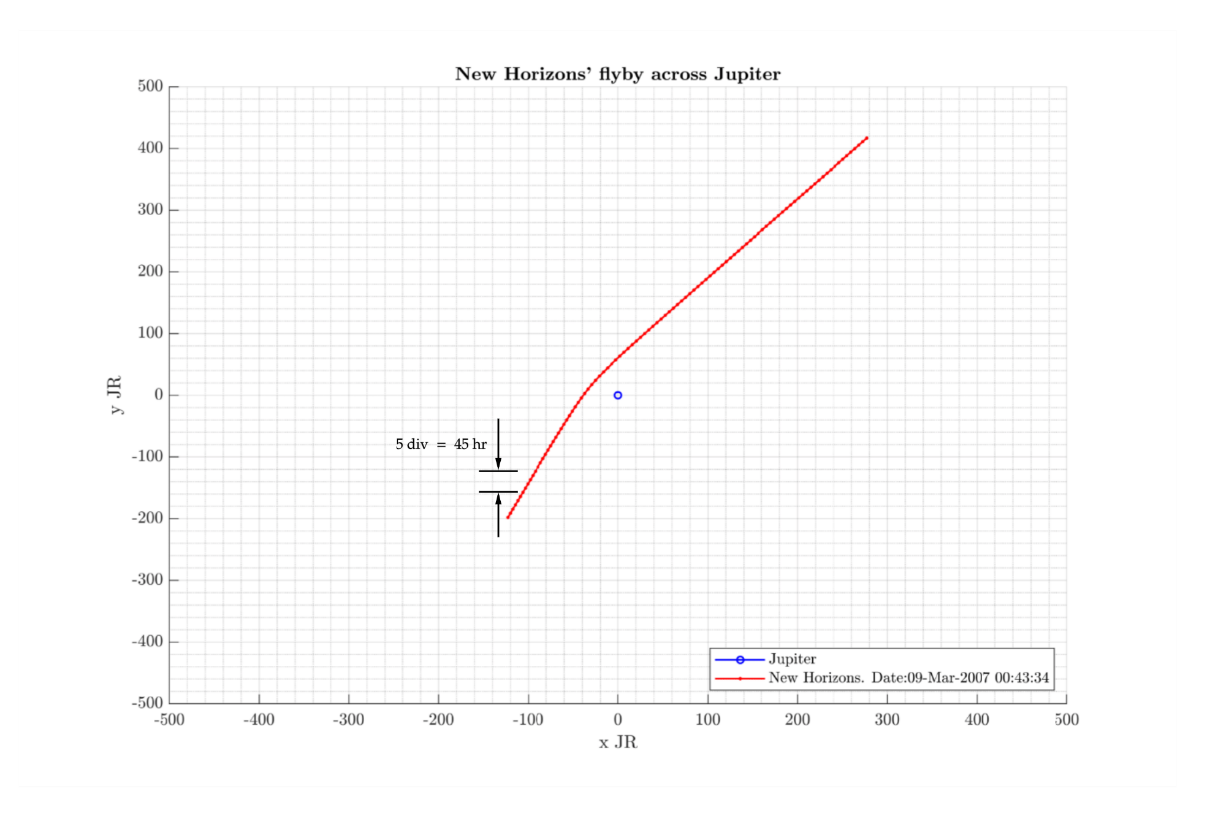 New Horizons' flyby across Jupiter
500
400
300
200
100
0
-100
-200
-300
-400
-500
y JR
5 div = 45 hr
Jupiter
New Horizons. Date:09-Mar-2007 00:43:34
-500 -400 -300 -200 -100 0 100 200 300 400 500
x JR